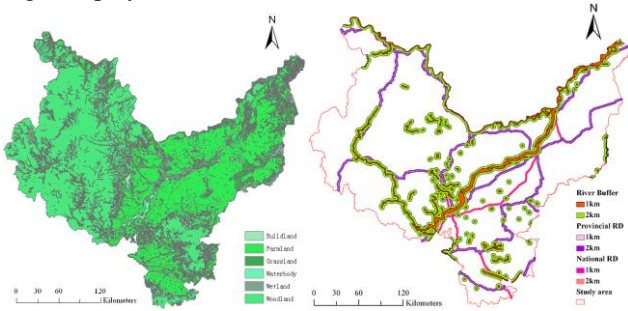 N
Buildland
Farmland
Grassland
Waterbody
Wetland
Woodland
0 30 60 120
Kilometers
N
River Buffer
1km
2km
Provincial RD
1km
2km
National RD
1km
2km
Study area
0 30 60 120
Kilometers